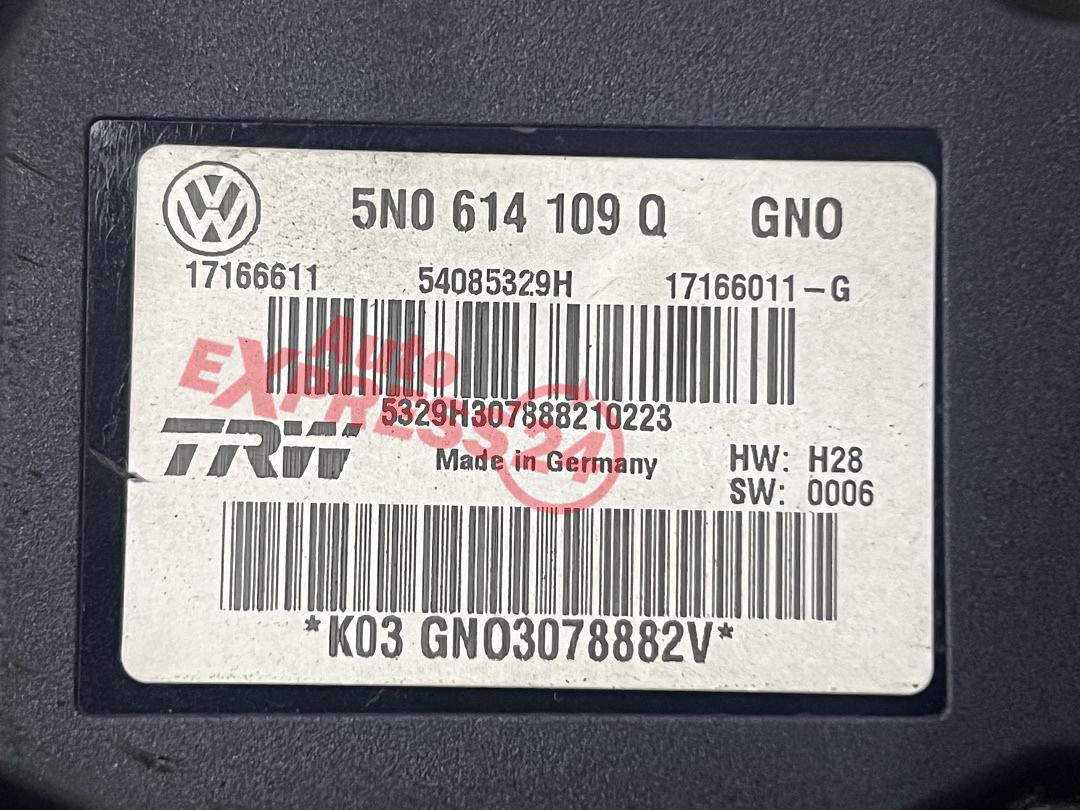 5N0 614 109 Q GNO
17166611 54085329H 17166011-G
Auto
EXPRESS24
5329H307888210223
TRW
Made in Germany
HW: H28
SW: 0006
*K03 GNO3078882V*